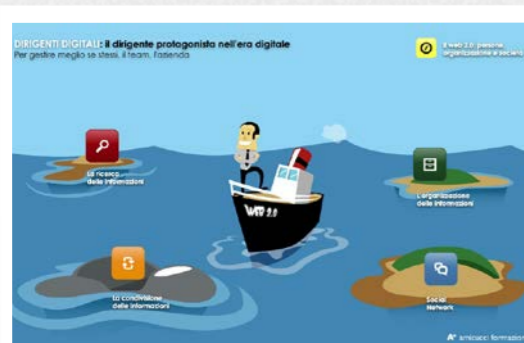 DIRIGENTI DIGITALI: il dirigente protagonista nell'era digitale
Per gestire meglio se stessi, il team, l'azienda
Il web 2.0: persone,
organizzazione e società
La ricerca
delle informazioni
L'organizzazione
delle informazioni
WEB 2.0
La condivisione
delle informazioni
Social
Network
amicucci formazione